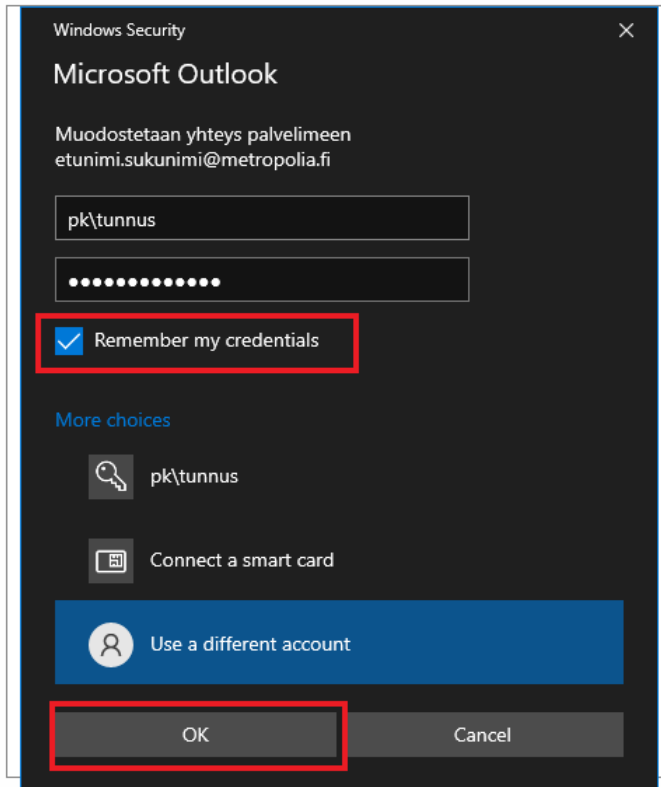 Windows Security
Microsoft Outlook
Muodostetaan yhteys palvelimeen
etunimi.sukunimi@metropolia.fi
pk\tunnus
●●●●●●●●●●●●●
Remember my credentials
More choices
pk\tunnus
Connect a smart card
Use a different account
OK
Cancel